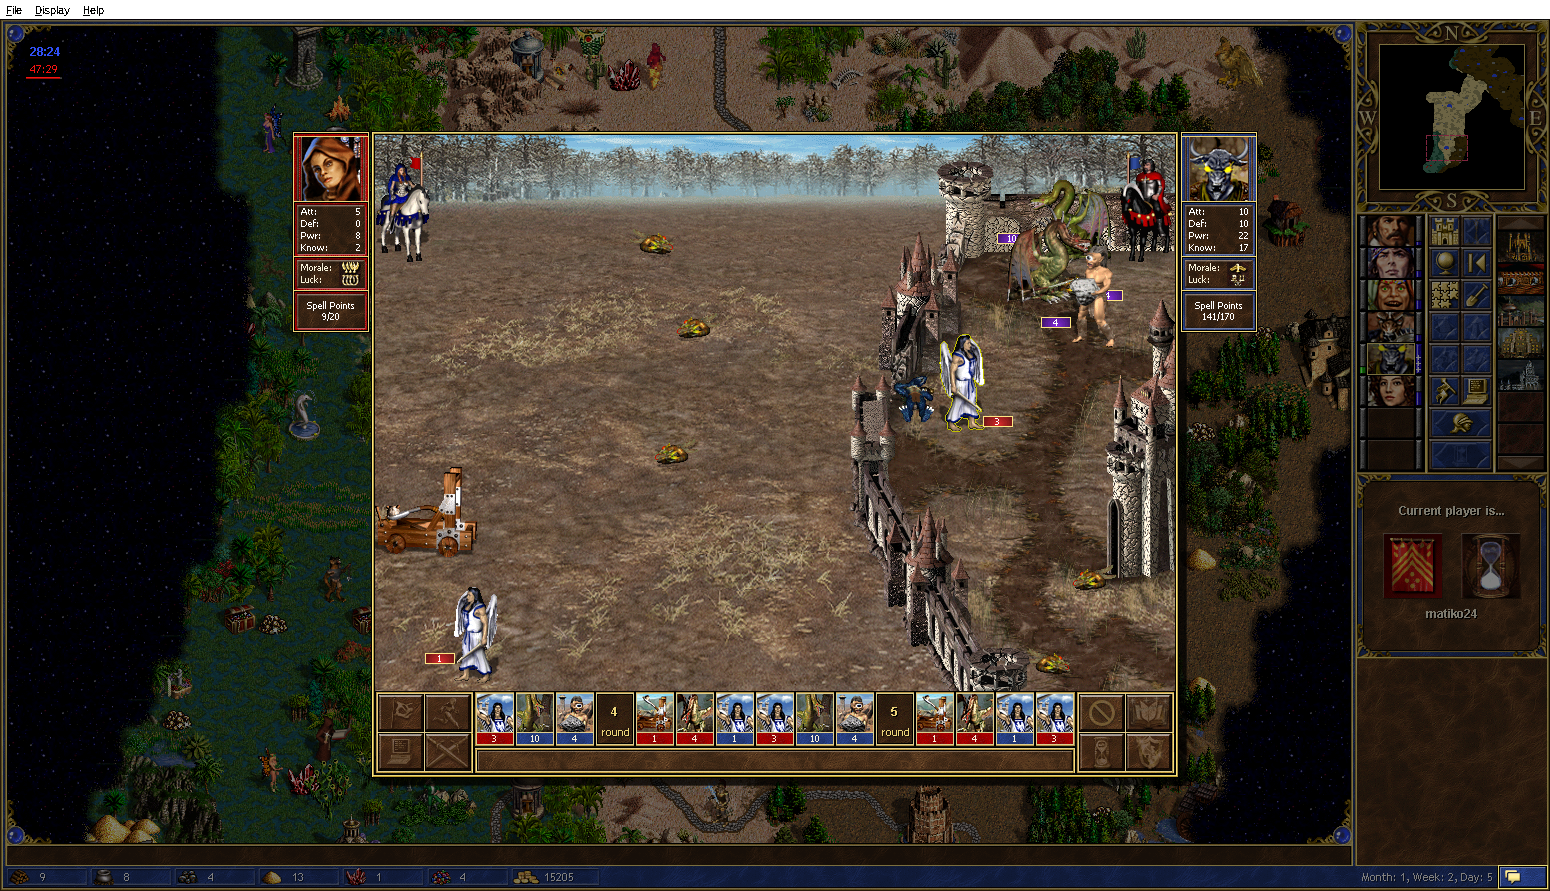 File Display Help
28:24
47:29
N
W
E
S
Att: 5
Def: 0
Pwr: 8
Know: 2
Morale:
Luck:
Spell Points
9/20
Att: 10
Def: 10
Pwr: 22
Know: 17
Morale:
Luck:
Spell Points
141/170
10
4
4
3
1
Current player is...
matiko24
4
round
5
round
3 10 4 1 4 1 3 10 4 1 4 1 3
9 8 4 13 1 4 15205
Month: 1, Week: 2, Day: 5